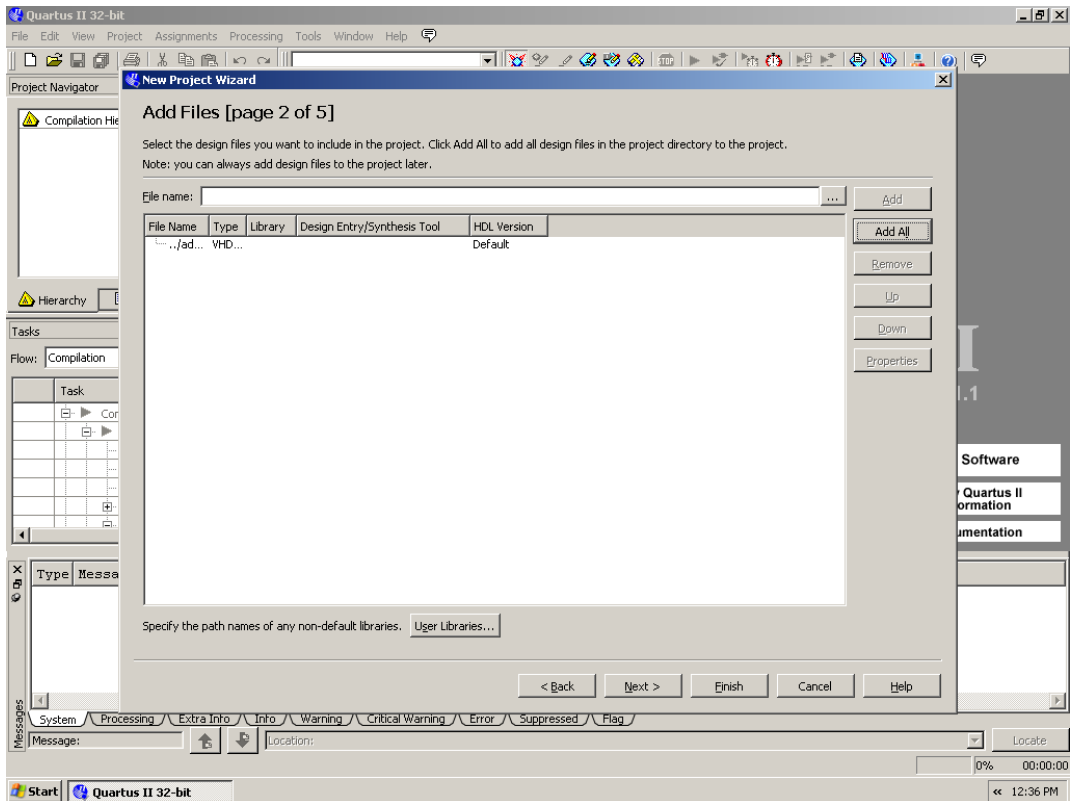 Quartus II 32-bit
File Edit View Project Assignments Processing Tools Window Help
Project Navigator
New Project Wizard
Compilation Hie
Add Files [page 2 of 5]
Select the design files you want to include in the project. Click Add All to add all design files in the project directory to the project.
Note: you can always add design files to the project later.
File name: ... Add
File Name Type Library Design Entry/Synthesis Tool HDL Version
Add All
../ad... VHD... Default
Remove
Up
Hierarchy
Down
Tasks
Flow: Compilation
Properties
II
Task
.1
Con
Software
y Quartus II
ormation
umentation
Type Messa
Specify the path names of any non-default libraries. User Libraries...
< Back Next > Finish Cancel Help
Messages
System Processing Extra Info Info Warning Critical Warning Error Suppressed Flag
Message: Location: Locate
0% 00:00:00
Start Quartus II 32-bit « 12:36 PM